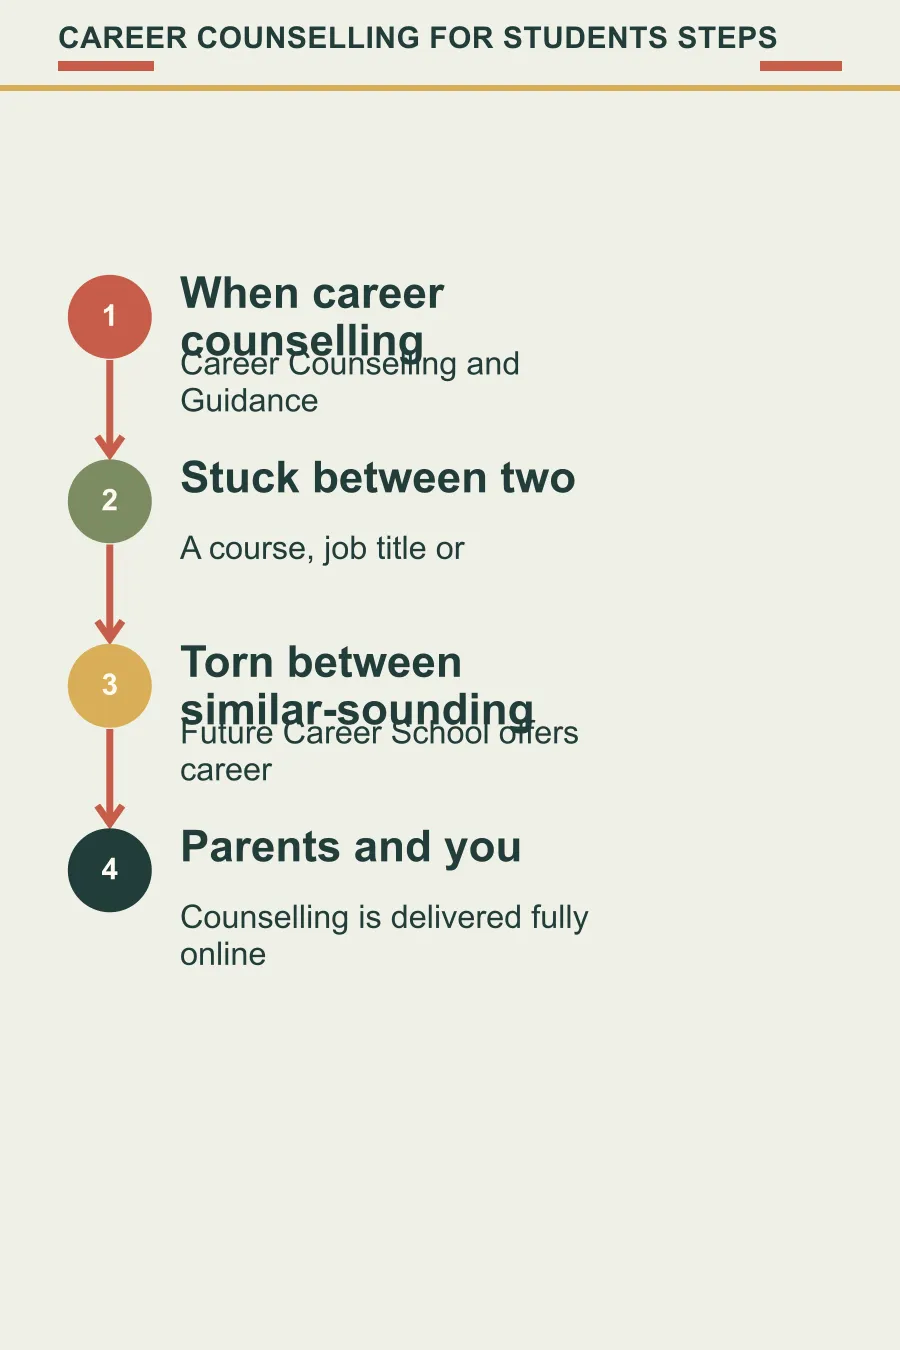 CAREER COUNSELLING FOR STUDENTS STEPS
1
When career
counselling
Career Counselling and
Guidance
2
Stuck between two
A course, job title or
3
Torn between
similar-sounding
Future Career School offers
career
4
Parents and you
Counselling is delivered fully
online